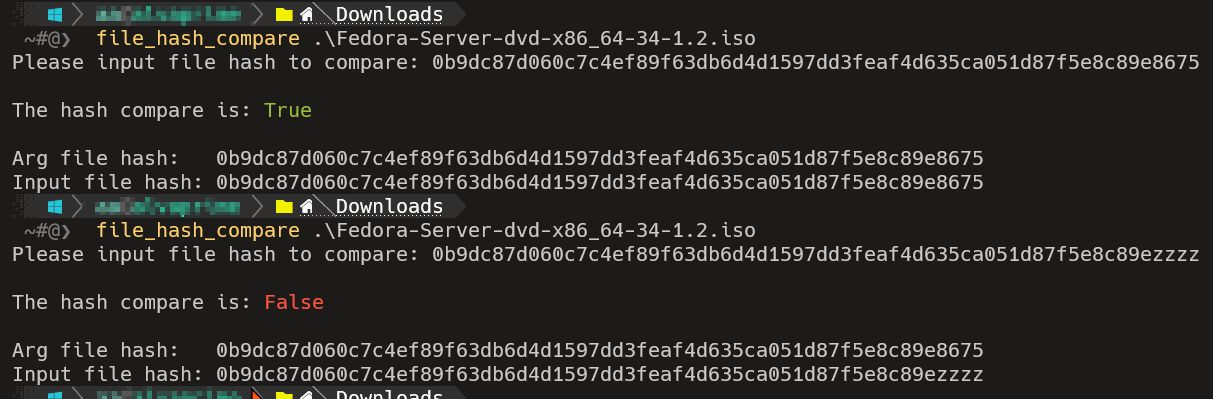 Downloads
~#@❯ file_hash_compare .\Fedora-Server-dvd-x86_64-34-1.2.iso
Please input file hash to compare: 0b9dc87d060c7c4ef89f63db6d4d1597dd3feaf4d635ca051d87f5e8c89e8675
The hash compare is: True
Arg file hash:   0b9dc87d060c7c4ef89f63db6d4d1597dd3feaf4d635ca051d87f5e8c89e8675
Input file hash: 0b9dc87d060c7c4ef89f63db6d4d1597dd3feaf4d635ca051d87f5e8c89e8675
Downloads
~#@❯ file_hash_compare .\Fedora-Server-dvd-x86_64-34-1.2.iso
Please input file hash to compare: 0b9dc87d060c7c4ef89f63db6d4d1597dd3feaf4d635ca051d87f5e8c89ezzzz
The hash compare is: False
Arg file hash:   0b9dc87d060c7c4ef89f63db6d4d1597dd3feaf4d635ca051d87f5e8c89e8675
Input file hash: 0b9dc87d060c7c4ef89f63db6d4d1597dd3feaf4d635ca051d87f5e8c89ezzzz
Downloads